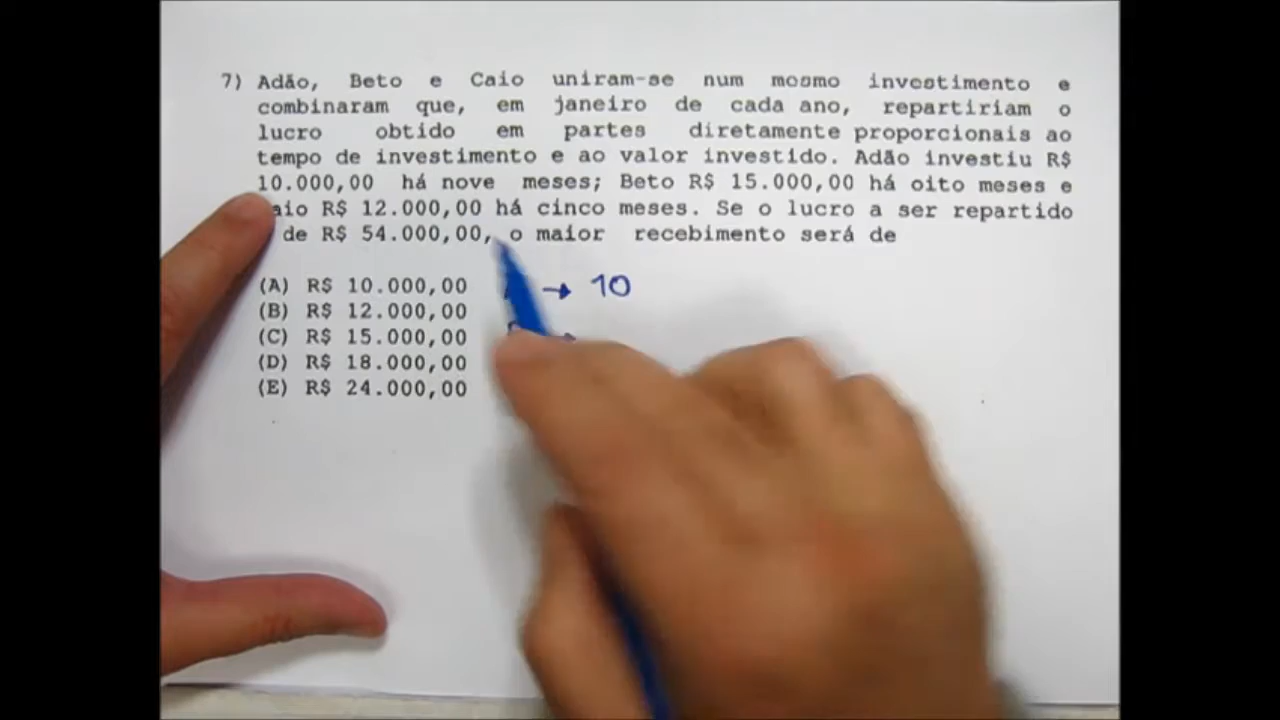 7) Adão, Beto e Caio uniram-se num mesmo investimento e
combinaram que, em janeiro de cada ano, repartiriam o
lucro obtido em partes diretamente proporcionais ao
tempo de investimento e ao valor investido. Adão investiu R$
10.000,00 há nove meses; Beto R$ 15.000,00 há oito meses e
aio R$ 12.000,00 há cinco meses. Se o lucro a ser repartido
de R$ 54.000,00, o maior recebimento será de
(A) R$ 10.000,00 → 10
(B) R$ 12.000,00
(C) R$ 15.000,00
(D) R$ 18.000,00
(E) R$ 24.000,00